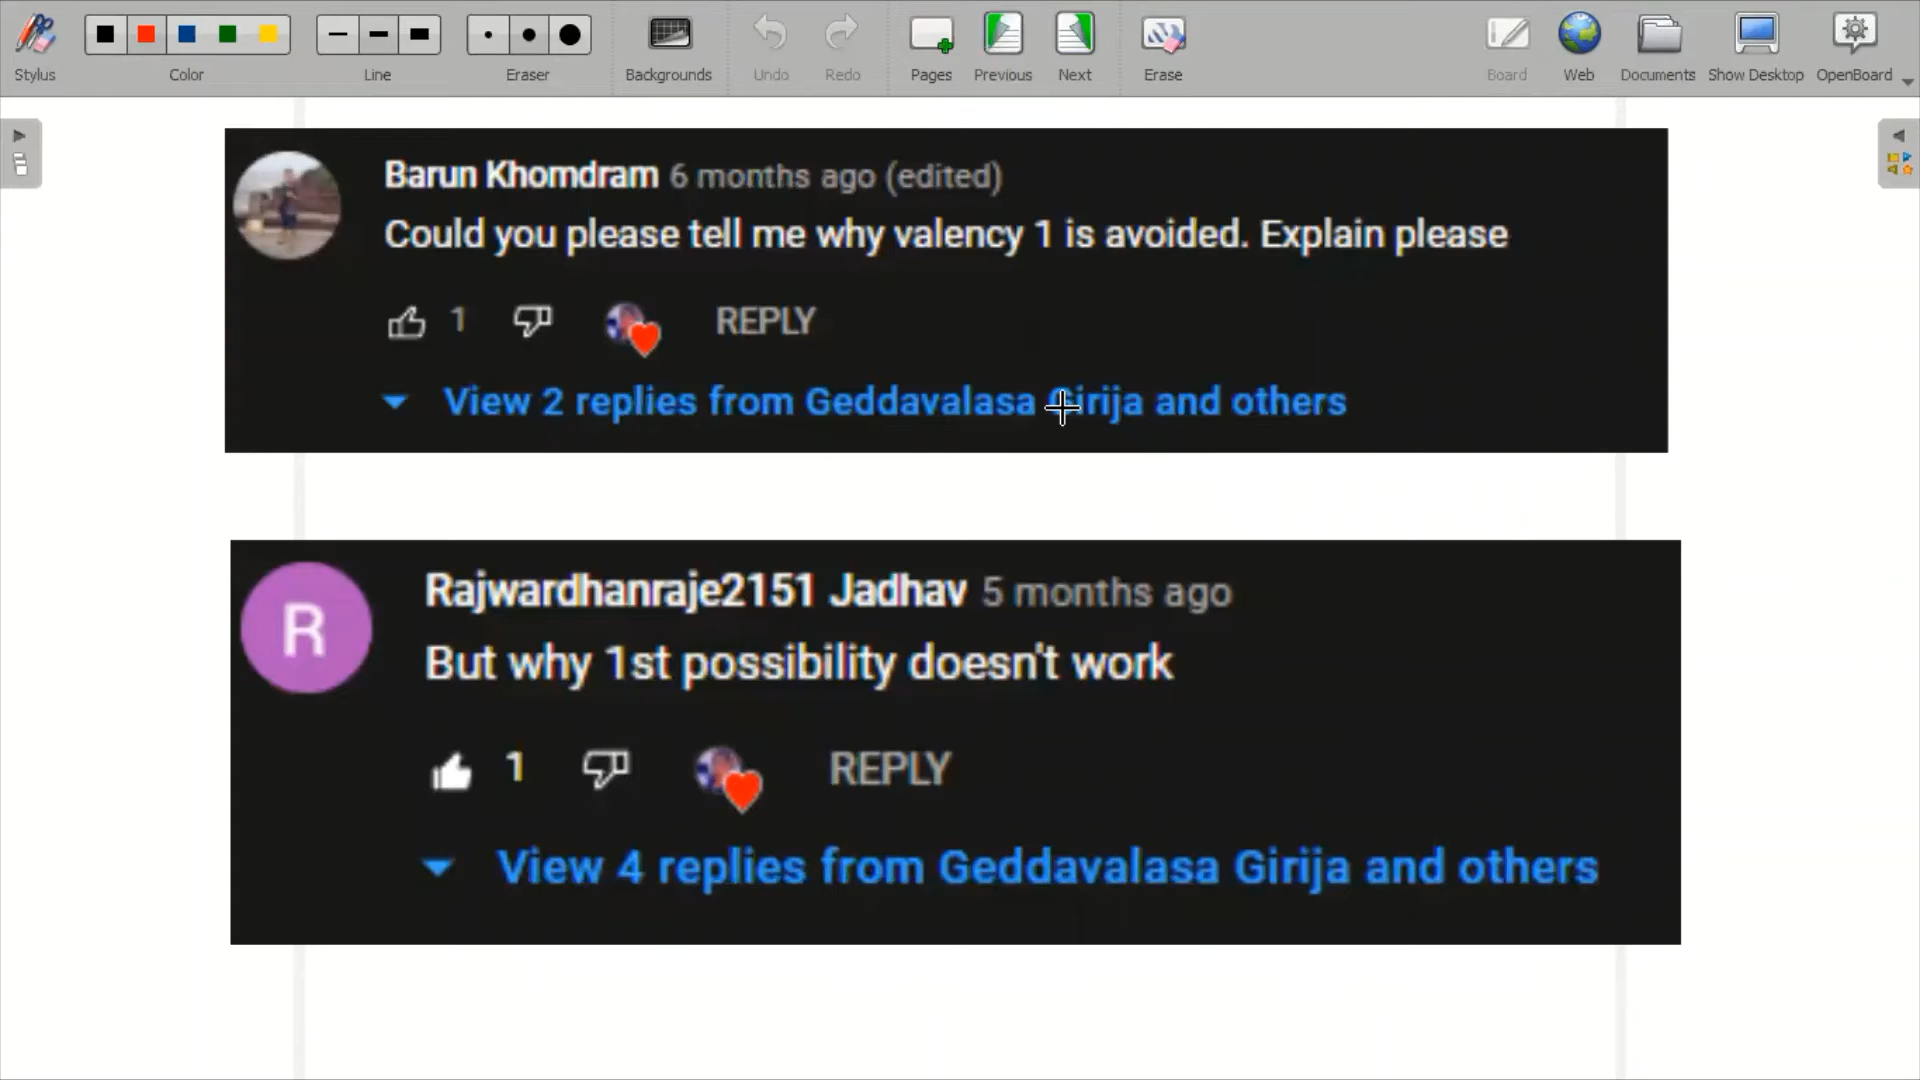 Stylus
Color
Line
Eraser
Backgrounds
Undo
Redo
Pages
Previous
Next
Erase
Board
Web
Documents
Show Desktop
OpenBoard
Barun Khomdram 6 months ago (edited)
Could you please tell me why valency 1 is avoided. Explain please
1 REPLY
View 2 replies from Geddavalasa Girija and others
R
Rajwardhanraje2151 Jadhav 5 months ago
But why 1st possibility doesn't work
1 REPLY
View 4 replies from Geddavalasa Girija and others